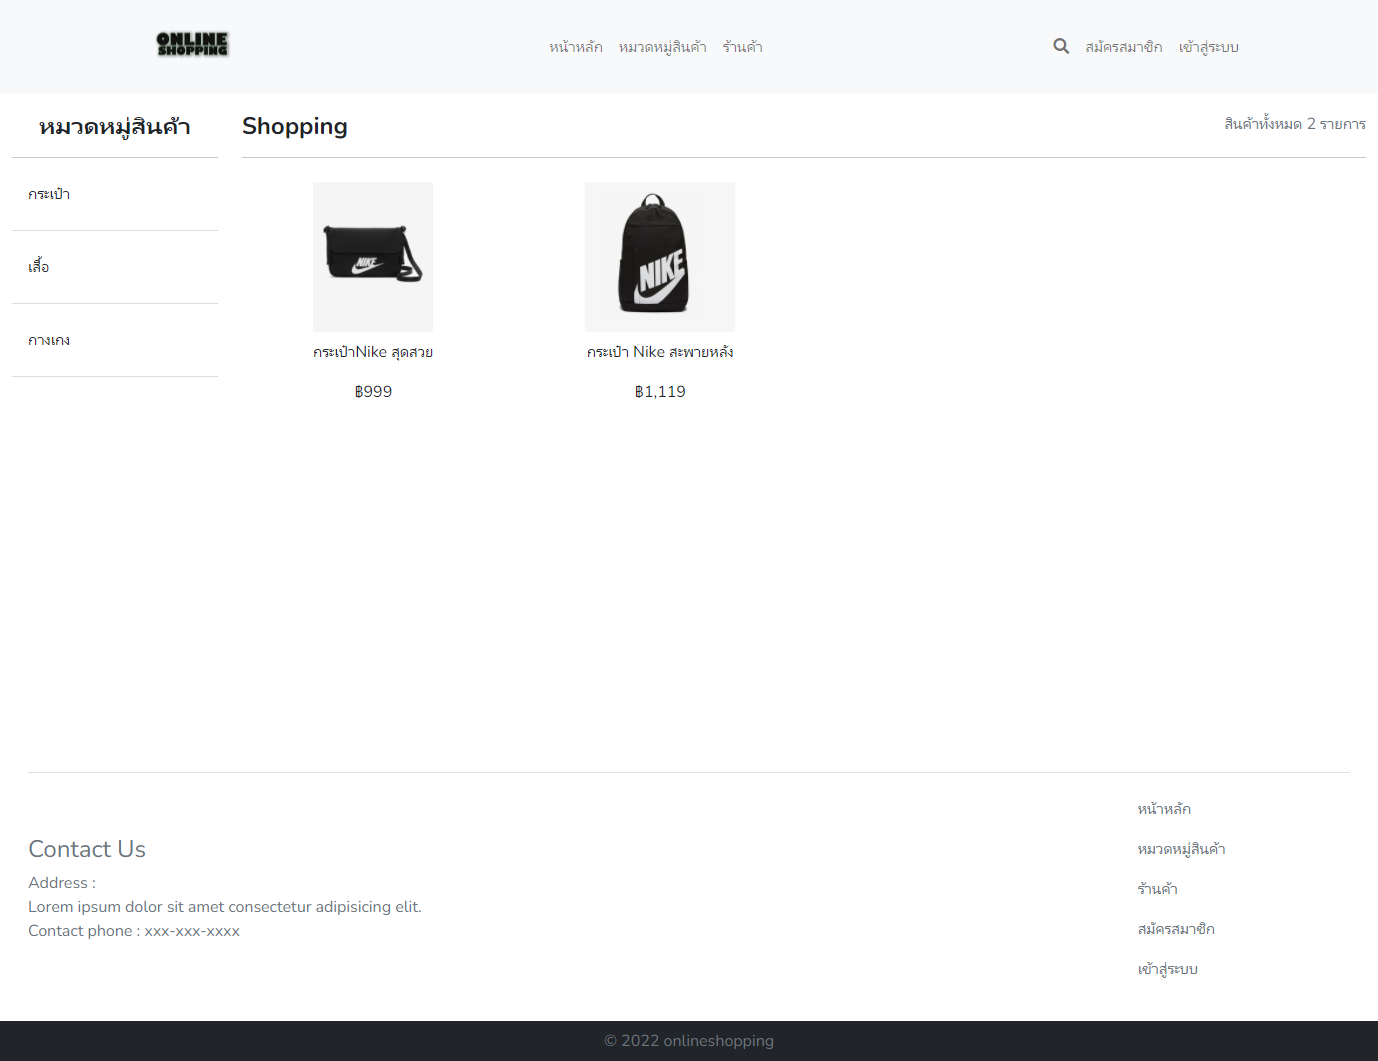 ONLINE
SHOPPING
หน้าหลัก หมวดหมู่สินค้า ร้านค้า
สมัครสมาชิก เข้าสู่ระบบ
หมวดหมู่สินค้า
กระเป๋า
เสื้อ
กางเกง
Shopping
สินค้าทั้งหมด 2 รายการ
NIKE
กระเป๋าNike สุดสวย
฿999
NIKE
กระเป๋า Nike สะพายหลัง
฿1,119
Contact Us
Address :
Lorem ipsum dolor sit amet consectetur adipisicing elit.
Contact phone : xxx-xxx-xxxx
หน้าหลัก
หมวดหมู่สินค้า
ร้านค้า
สมัครสมาชิก
เข้าสู่ระบบ
© 2022 onlineshopping